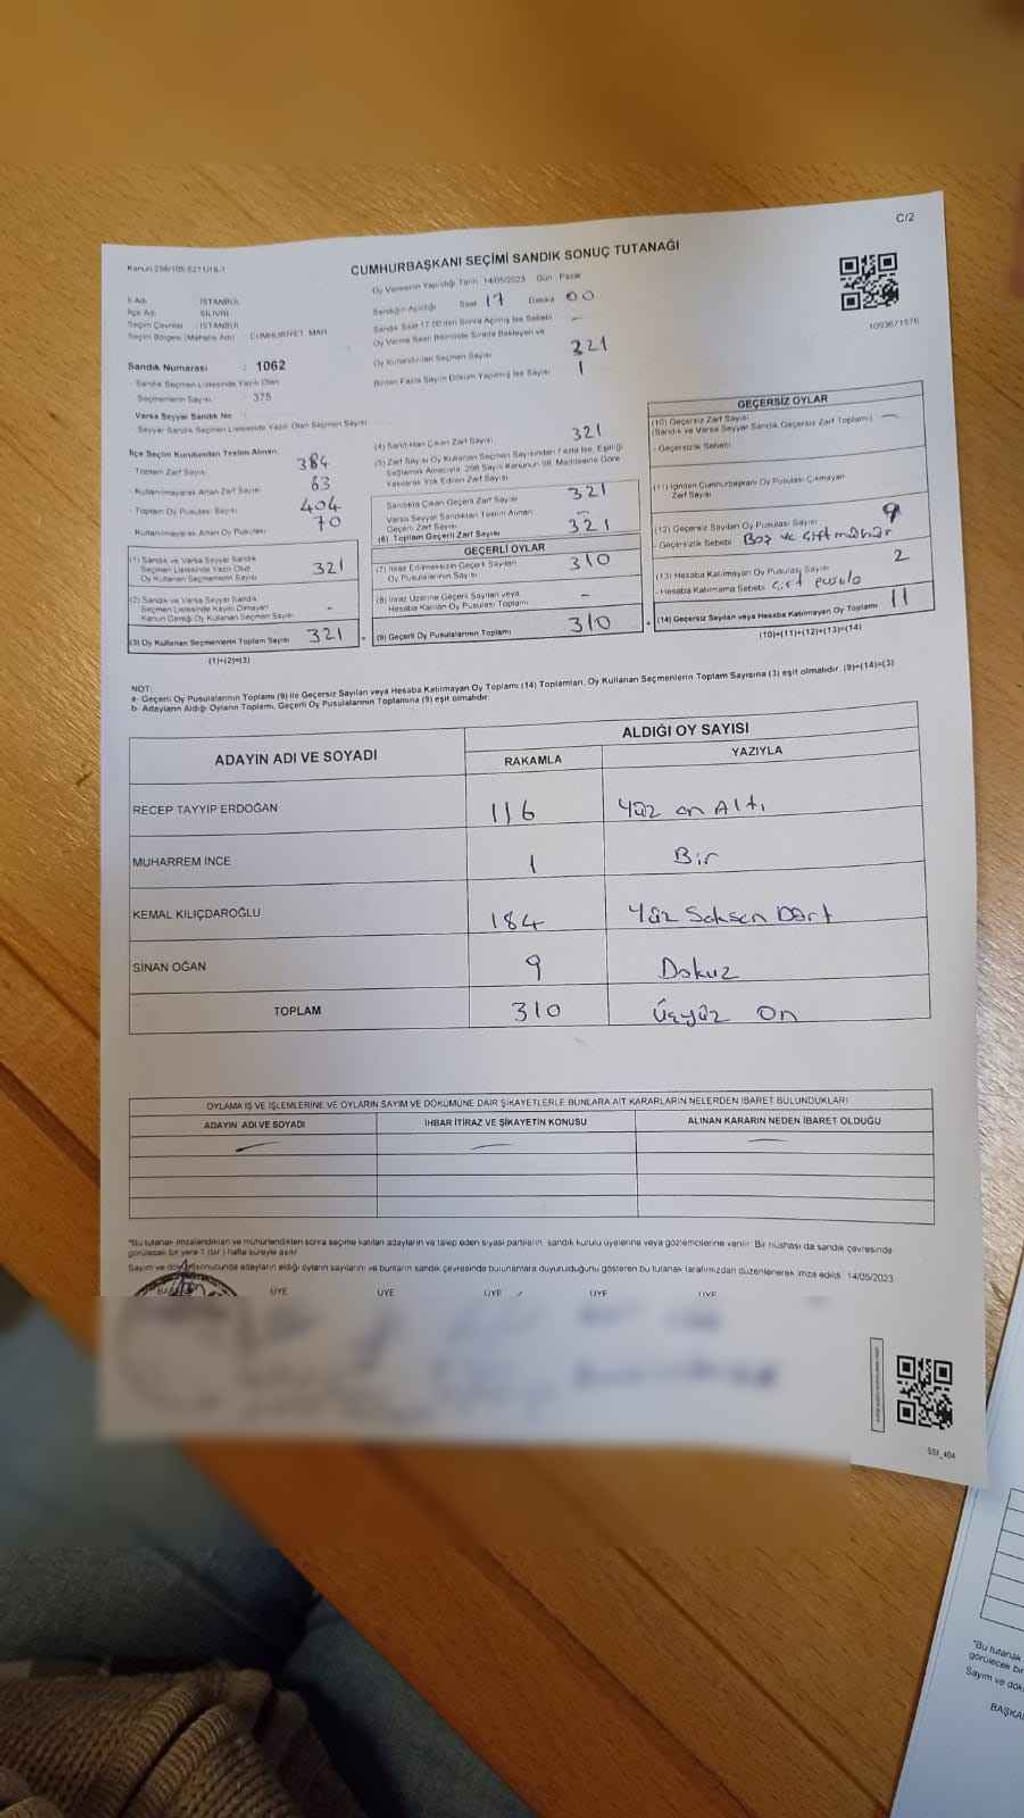 C/2
Kanun 298/105
CUMHURBAŞKANI SEÇİMİ SANDIK SONUÇ TUTANAĞI
Oy Vermenin Yapıldığı Tarih 14/05/2023 Gün Pazar
İli Adı : İSTANBUL
İlçe Adı : SİLİVRİ
Seçim Çevresi : İSTANBUL
Seçim Bölgesi (Mahalle Adı) : CUMHURİYET MAH.
Sandığın Açıldığı Saat 17 Dakika 00
Sandık Saat 17.00'den Sonra Açılmış İse Sebebi –
Oy Verme Saati Bitiminde Sırada Bekleyen ve
Oy Kullandırılan Seçmen Sayısı 321
Birden Fazla Sayım Döküm Yapılmış İse Sayısı 1
1093671576
Sandık Numarası : 1062
- Sandık Seçmen Listesinde Yazılı Olan
Seçmenlerin Sayısı : 375
Varsa Seyyar Sandık No :
Seyyar Sandık Seçmen Listesinde Yazılı Olan Seçmen Sayısı
İlçe Seçim Kurulundan Teslim Alınan;
Toplam Zarf Sayısı 384
- Kullanılmayarak Artan Zarf Sayısı 63
- Toplam Oy Pusulası Sayısı 404
Kullanılmayarak Artan Oy Pusulası 70
(1) Sandık ve Varsa Seyyar Sandık
Seçmen Listesinde Yazılı Olup
Oy Kullanan Seçmenlerin Sayısı 321
(2) Sandık ve Varsa Seyyar Sandık
Seçmen Listesinde Kayıtlı Olmayan
Kanun Gereği Oy Kullanan Seçmen Sayısı -
(3) Oy Kullanan Seçmenlerin Toplam Sayısı 321
(1)+(2)=(3)
(4) Sandıktan Çıkan Zarf Sayısı 321
(5) Zarf Sayısı Oy Kullanan Seçmen Sayısından Fazla İse, Eşitliği
Sağlamak Amacıyla, 298 Sayılı Kanunun 98. Maddesine Göre
Yakılarak Yok Edilen Zarf Sayısı
Sandıkta Çıkan Geçerli Zarf Sayısı 321
Varsa Seyyar Sandıktan Teslim Alınan
Geçerli Zarf Sayısı –
(6) Toplam Geçerli Zarf Sayısı 321
GEÇERLİ OYLAR
(7) İtiraz Edilmeksizin Geçerli Sayılan
Oy Pusulalarının Sayısı 310
(8) İtiraz Üzerine Geçerli Sayılan veya
Hesaba Katılan Oy Pusulası Toplamı -
(9) Geçerli Oy Pusulalarının Toplamı 310
GEÇERSİZ OYLAR
(10) Geçersiz Zarf Sayısı
(Sandık ve Varsa Seyyar Sandık Geçersiz Zarf Toplamı) –
- Geçersizlik Sebebi:
(11) İçinden Cumhurbaşkanı Oy Pusulası Çıkmayan
Zarf Sayısı
(12) Geçersiz Sayılan Oy Pusulası Sayısı 9
- Geçersizlik Sebebi Boş ve Çift mühür
(13) Hesaba Katılmayan Oy Pusulası Sayısı 2
- Hesaba Katılmama Sebebi pusula
(14) Geçersiz Sayılan veya Hesaba Katılmayan Oy Toplamı 11
(10)+(11)+(12)+(13)=(14)
NOT:
a- Geçerli Oy Pusulalarının Toplamı (9) ile Geçersiz Sayılan veya Hesaba Katılmayan Oy Toplamı (14) Toplamları, Oy Kullanan Seçmenlerin Toplam Sayısına (3) eşit olmalıdır. (9)+(14)=(3)
b- Adayların Aldığı Oyların Toplamı, Geçerli Oy Pusulalarının Toplamına (9) eşit olmalıdır.
ADAYIN ADI VE SOYADI ALDIĞI OY SAYISI
RAKAMLA YAZIYLA
RECEP TAYYİP ERDOĞAN 116 Yüz on Altı
MUHARREM İNCE 1 Bir
KEMAL KILIÇDAROĞLU 184 Yüz Seksen Dört
SİNAN OĞAN 9 Dokuz
TOPLAM 310 Üçyüz On
OYLAMA İŞ VE İŞLEMLERİNE VE OYLARIN SAYIM VE DÖKÜMÜNE DAİR ŞİKAYETLERLE BUNLARA AİT KARARLARIN NELERDEN İBARET BULUNDUKLARI
ADAYIN ADI VE SOYADI İHBAR İTİRAZ VE ŞİKAYETİN KONUSU ALINAN KARARIN NEDEN İBARET OLDUĞU
*Bu tutanak imzalandıktan ve mühürlendikten sonra seçime katılan adayların ve talep eden siyasi partilerin, sandık kurulu üyelerine veya gözlemcilerine verilir. Bir nüshası da sandık çevresinde
görülecek bir yere 1 (bir) hafta süreyle asılır.
Sayım ve döküm sonucunda adayların aldığı oyların sayılarını ve bunların sandık çevresinde bulunanlara duyurulduğunu gösteren bu tutanak tarafımızdan düzenlenerek imza edildi. 14/05/2023
ÜYE ÜYE ÜYE ÜYE ÜYE
SSI_404
*Bu tutanak
görülecek bir
Sayım ve dök
BAŞKA